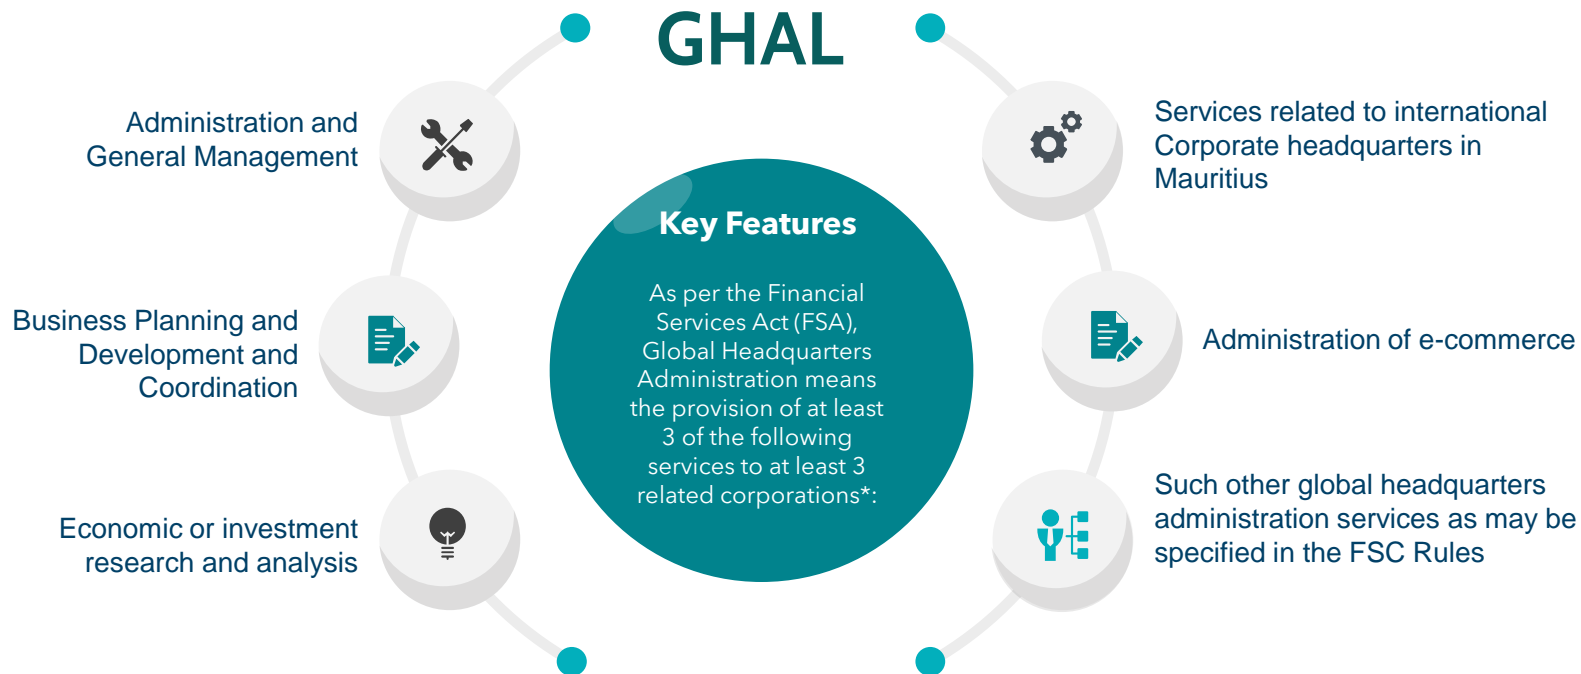 GHAL
Key Features
As per the Financial
Services Act (FSA),
Global Headquarters
Administration means
the provision of at least
3 of the following
services to at least 3
related corporations*:
Administration and
General Management
Business Planning and
Development and
Coordination
Economic or investment
research and analysis
Services related to international
Corporate headquarters in
Mauritius
Administration of e-commerce
Such other global headquarters
administration services as may be
specified in the FSC Rules